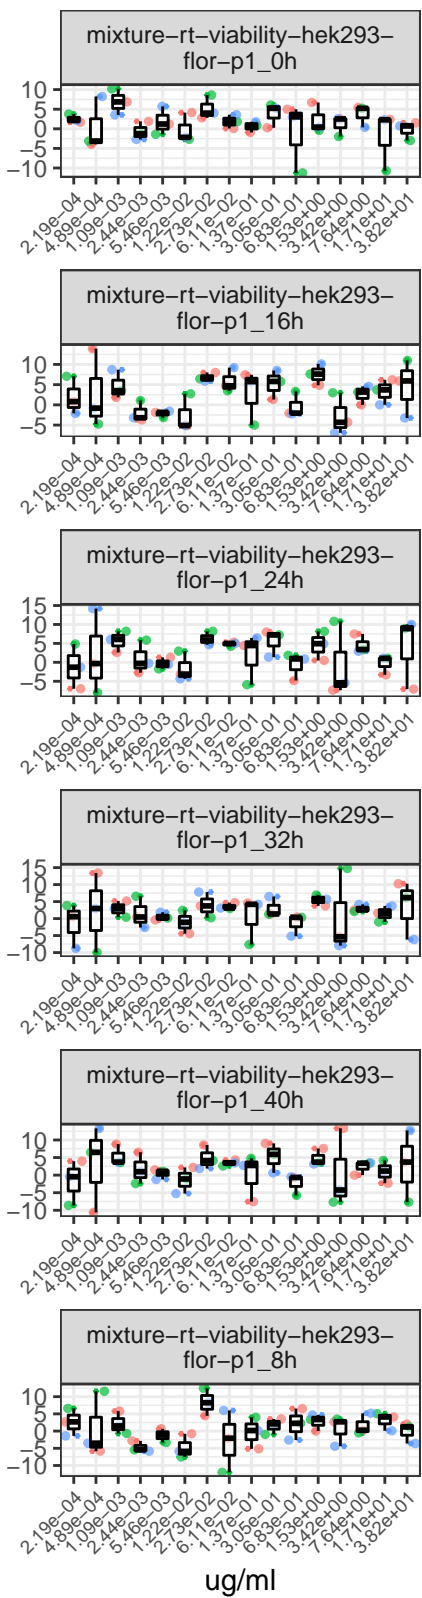 mixture−rt−viability−hek293−
flor−p1_0h
10
5
0
−5
−10
2.19e−04
4.89e−04
1.09e−03
2.44e−03
5.46e−03
1.22e−02
2.73e−02
6.11e−02
1.37e−01
3.05e−01
6.83e−01
1.53e+00
3.42e+00
7.64e+00
1.71e+01
3.82e+01
mixture−rt−viability−hek293−
flor−p1_16h
10
5
0
−5
2.19e−04
4.89e−04
1.09e−03
2.44e−03
5.46e−03
1.22e−02
2.73e−02
6.11e−02
1.37e−01
3.05e−01
6.83e−01
1.53e+00
3.42e+00
7.64e+00
1.71e+01
3.82e+01
mixture−rt−viability−hek293−
flor−p1_24h
15
10
5
0
−5
2.19e−04
4.89e−04
1.09e−03
2.44e−03
5.46e−03
1.22e−02
2.73e−02
6.11e−02
1.37e−01
3.05e−01
6.83e−01
1.53e+00
3.42e+00
7.64e+00
1.71e+01
3.82e+01
mixture−rt−viability−hek293−
flor−p1_32h
15
10
5
0
−5
−10
2.19e−04
4.89e−04
1.09e−03
2.44e−03
5.46e−03
1.22e−02
2.73e−02
6.11e−02
1.37e−01
3.05e−01
6.83e−01
1.53e+00
3.42e+00
7.64e+00
1.71e+01
3.82e+01
mixture−rt−viability−hek293−
flor−p1_40h
10
5
0
−5
−10
2.19e−04
4.89e−04
1.09e−03
2.44e−03
5.46e−03
1.22e−02
2.73e−02
6.11e−02
1.37e−01
3.05e−01
6.83e−01
1.53e+00
3.42e+00
7.64e+00
1.71e+01
3.82e+01
mixture−rt−viability−hek293−
flor−p1_8h
10
5
0
−5
−10
2.19e−04
4.89e−04
1.09e−03
2.44e−03
5.46e−03
1.22e−02
2.73e−02
6.11e−02
1.37e−01
3.05e−01
6.83e−01
1.53e+00
3.42e+00
7.64e+00
1.71e+01
3.82e+01
ug/ml